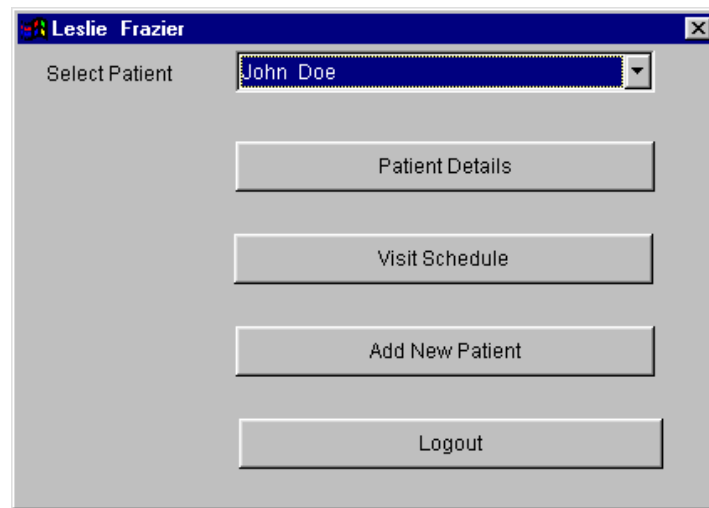 Leslie Frazier
Select Patient John Doe
Patient Details
Visit Schedule
Add New Patient
Logout